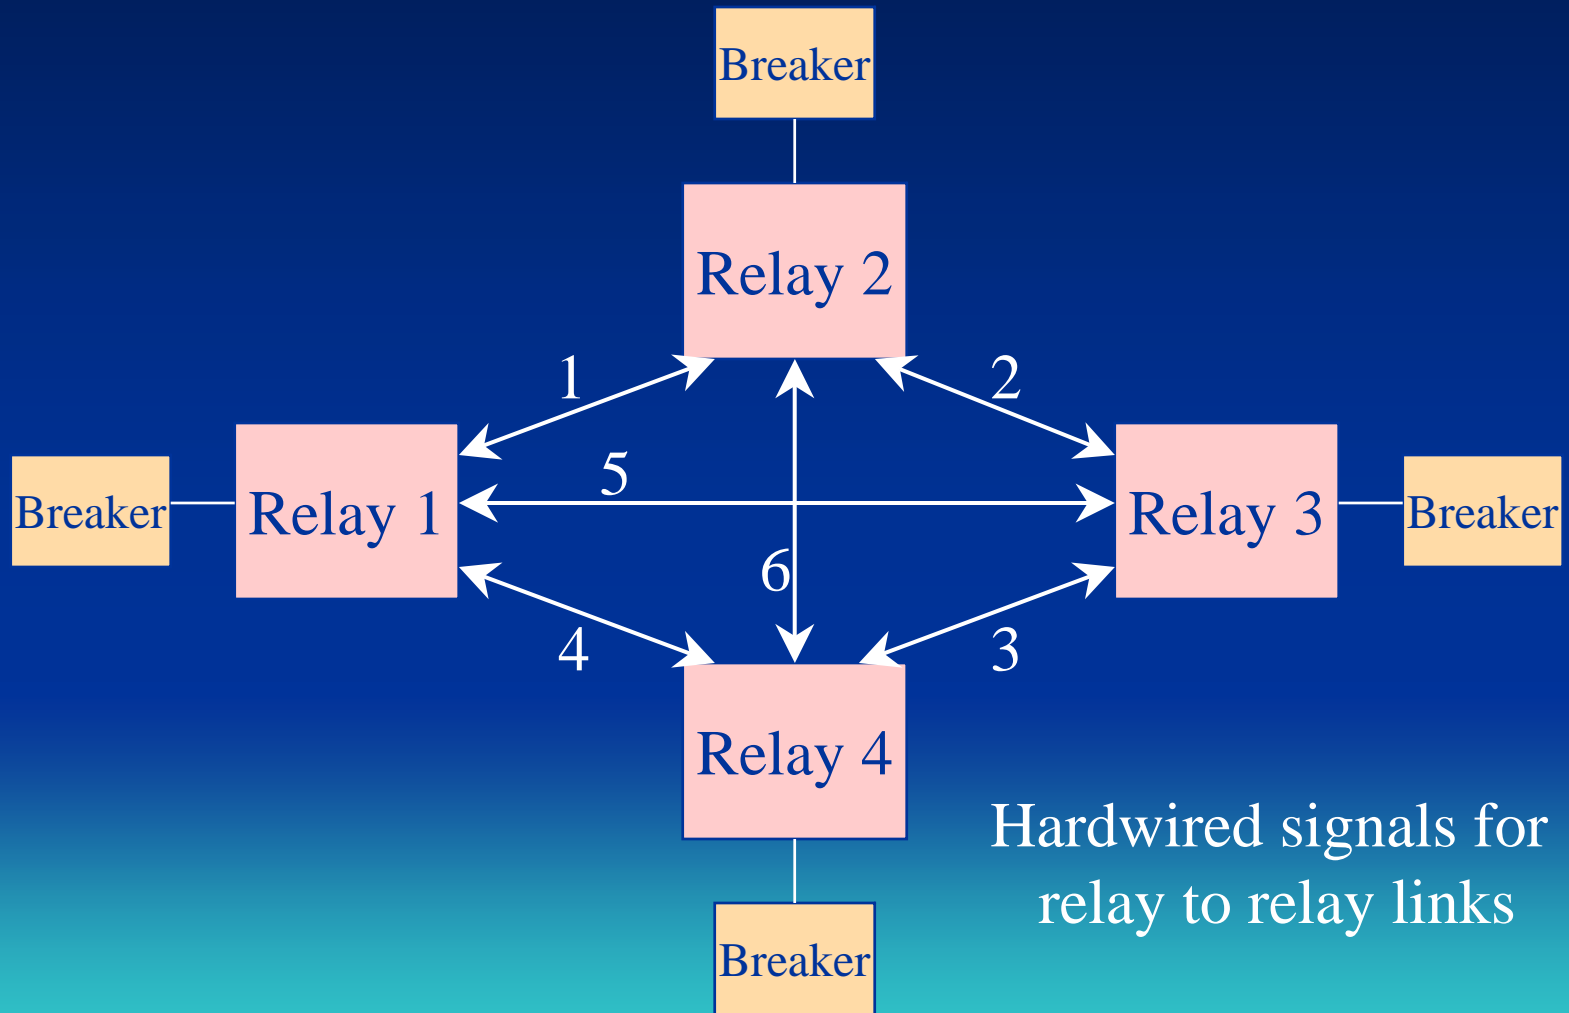 Breaker
Relay 2
1
2
5
Breaker
Relay 1
Relay 3
Breaker
6
4
3
Relay 4
Hardwired signals for
relay to relay links
Breaker